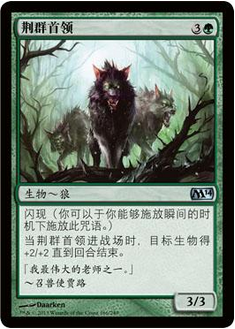 荆群首领 3
生物～狼 M14
闪现（你可以于你能够施放瞬间的时
机下施放此咒语。）
当荆群首领进战场时，目标生物得
+2/+2 直到回合结束。
「我最伟大的老师之一。」
～召兽使贾路
3/3
Daarken